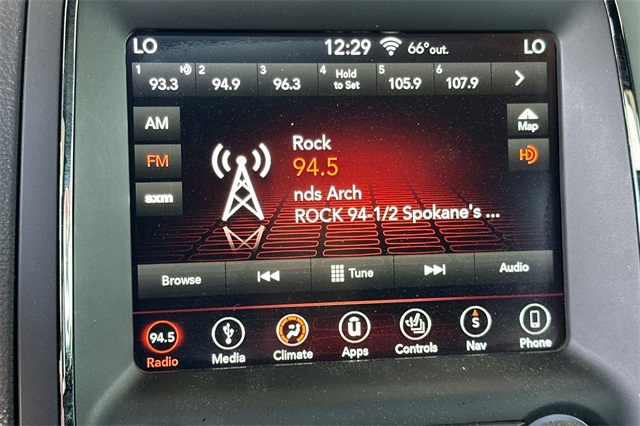 LO 12:29 66° out. LO
1 93.3 HD 2 94.9 3 96.3 4 Hold to Set 5 105.9 6 107.9
AM
Map
Rock
FM
94.5
HD
sxm
nds Arch
ROCK 94-1/2 Spokane's ...
Browse Tune Audio
94.5 S
Radio Media Climate Apps Controls Nav Phone